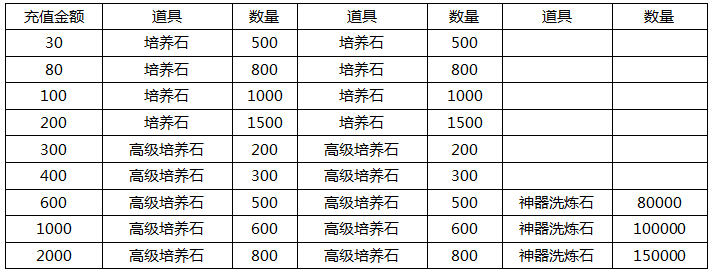 充值金额 道具 数量 道具 数量 道具 数量
30 培养石 500 培养石 500
80 培养石 800 培养石 800
100 培养石 1000 培养石 1000
200 培养石 1500 培养石 1500
300 高级培养石 200 高级培养石 200
400 高级培养石 300 高级培养石 300
600 高级培养石 500 高级培养石 500 神器洗炼石 80000
1000 高级培养石 600 高级培养石 600 神器洗炼石 100000
2000 高级培养石 800 高级培养石 800 神器洗炼石 150000